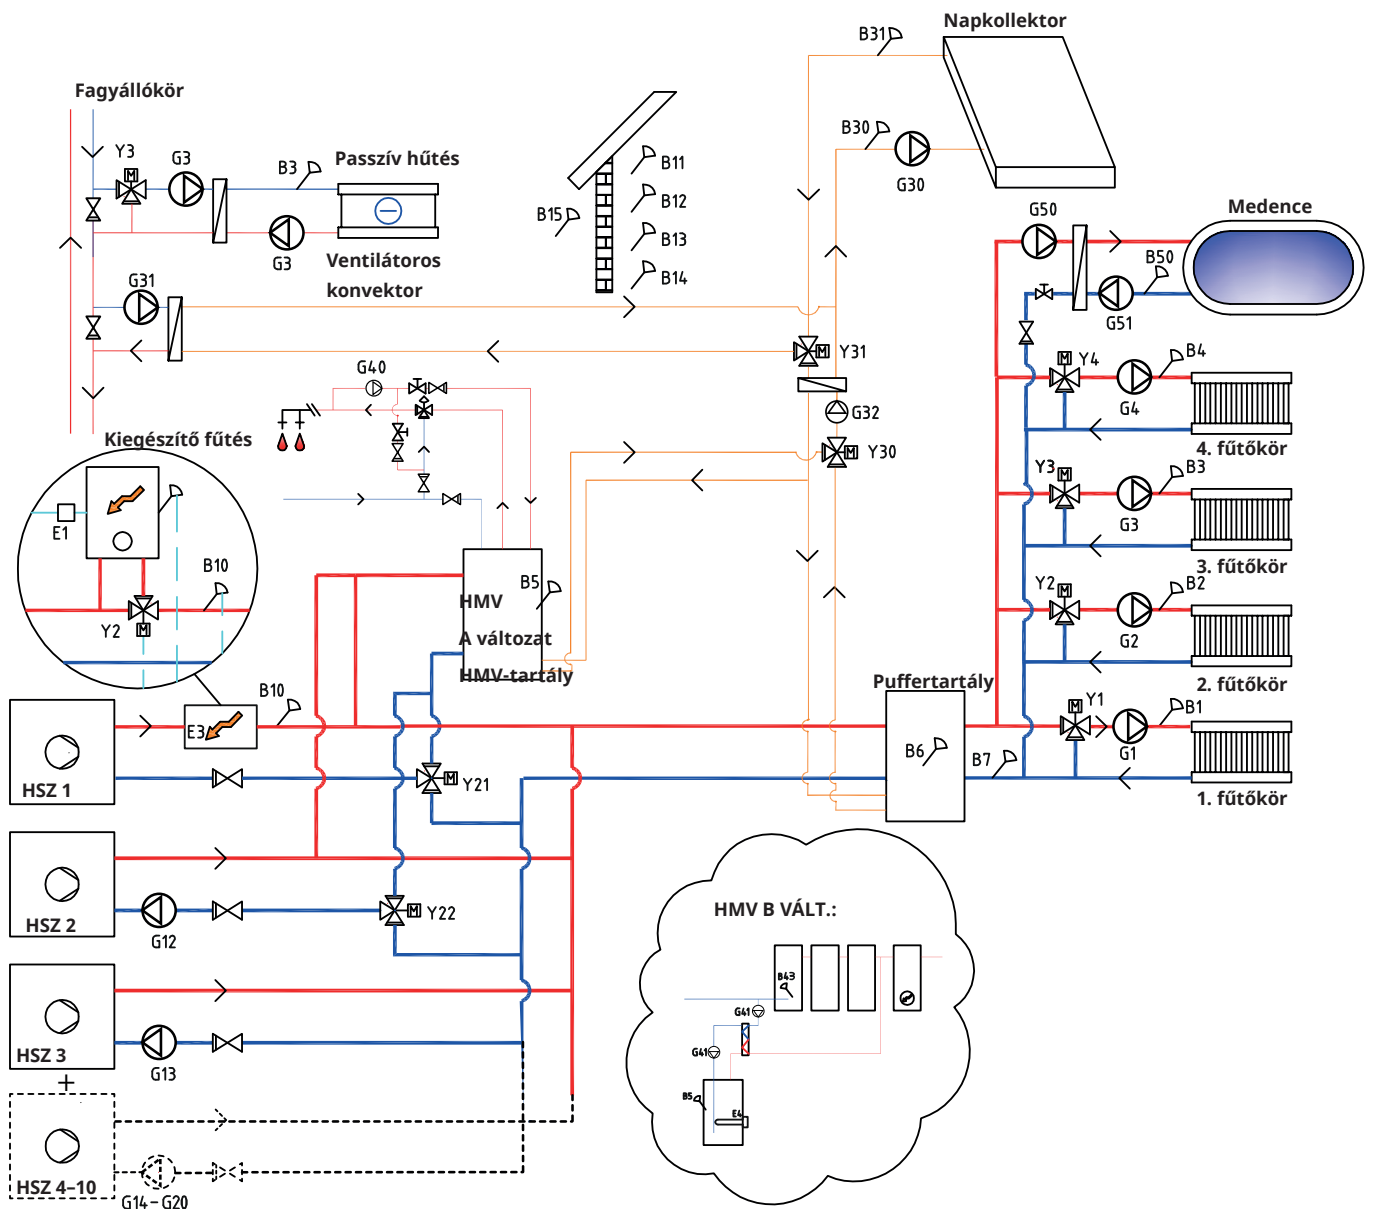 Napkollektor
B31
Fagyállókör
Y3
G3
B3
Passzív hűtés
B11
B30
G30
B12
B15
B13
B14
G3
Ventilátoros
konvektor
G31
G50
Medence
B50
G51
Y31
G40
G32
Y30
Y4
B4
G4
4. fűtőkör
Kiegészítő fűtés
E1
B10
Y2
Y3
B3
G3
3. fűtőkör
B5
HMV
A változat
HMV-tartály
Y2
B2
G2
2. fűtőkör
Puffertartály
B10
E3
HSZ 1
Y21
B6
B7
Y1
B1
G1
1. fűtőkör
HSZ 2
G12
Y22
HMV B VÁLT.:
B43
G41
G41
B5
E4
HSZ 3
G13
+
HSZ 4–10
G14–G20
M
M
M
M
M
M
M
M
M
M